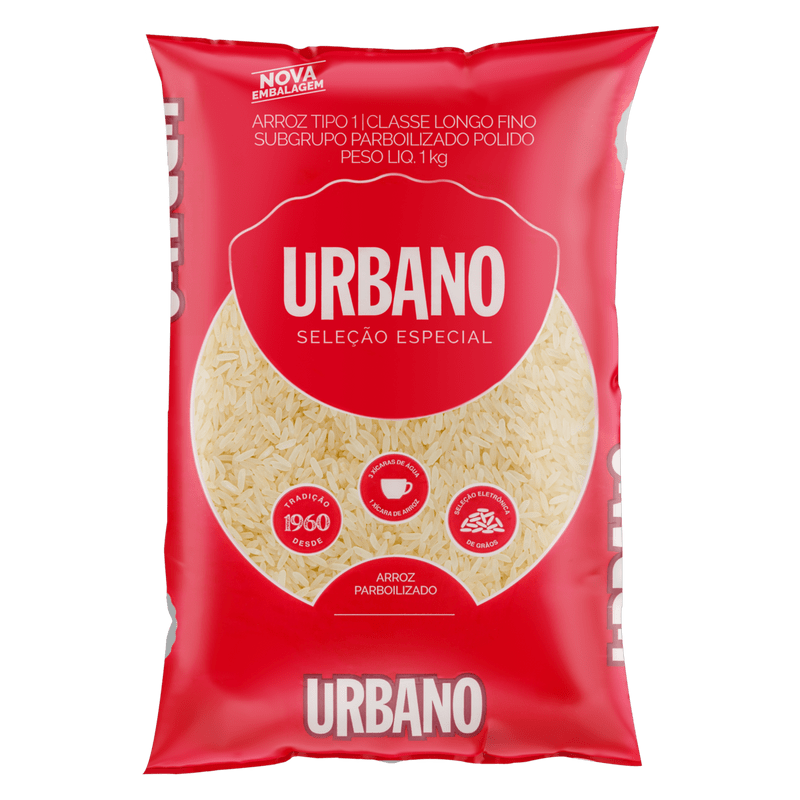 NOVA
EMBALAGEM
ARROZ TIPO 1 | CLASSE LONGO FINO
SUBGRUPO PARBOILIZADO POLIDO
PESO LIQ. 1 kg
URBANO
SELEÇÃO ESPECIAL
3 XÍCARAS DE ÁGUA
1 XÍCARA DE ARROZ
TRADIÇÃO
1960
DESDE
SELEÇÃO ELETRÔNICA
DE GRÃOS
ARROZ
PARBOILIZADO
URBANO